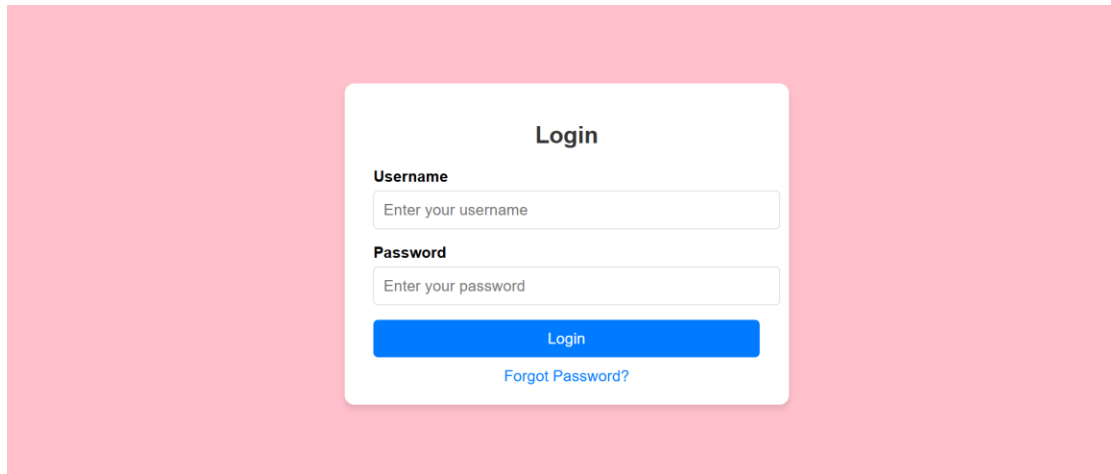 Login
Username
Enter your username
Password
Enter your password
Login
Forgot Password?